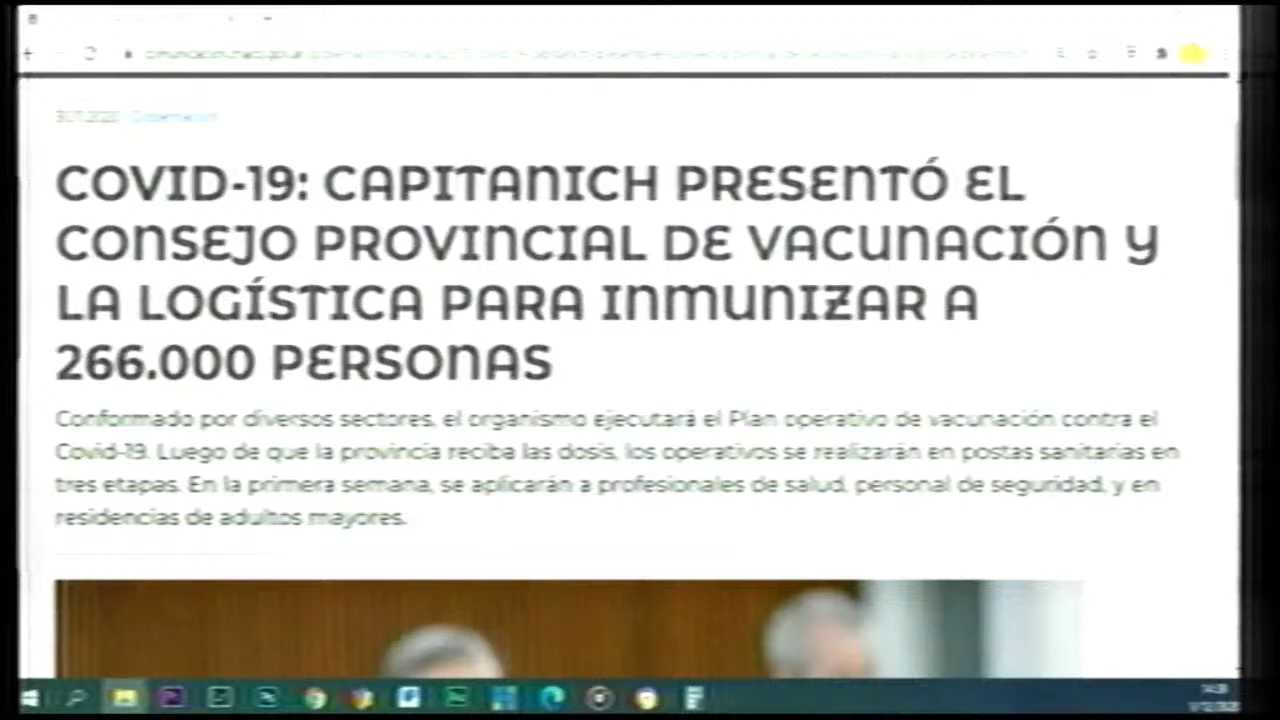 COVID-19: CAPITANICH PRESENTÓ EL
CONSEJO PROVINCIAL DE VACUNACIÓN Y
LA LOGÍSTICA PARA INMUNIZAR A
266.000 PERSONAS
Conformado por diversos sectores, el organismo ejecutará el Plan operativo de vacunación contra el
Covid-19. Luego de que la provincia reciba las dosis, los operativos se realizarán en postas sanitarias en
tres etapas. En la primera semana, se aplicarán a profesionales de salud, personal de seguridad, y en
residencias de adultos mayores.